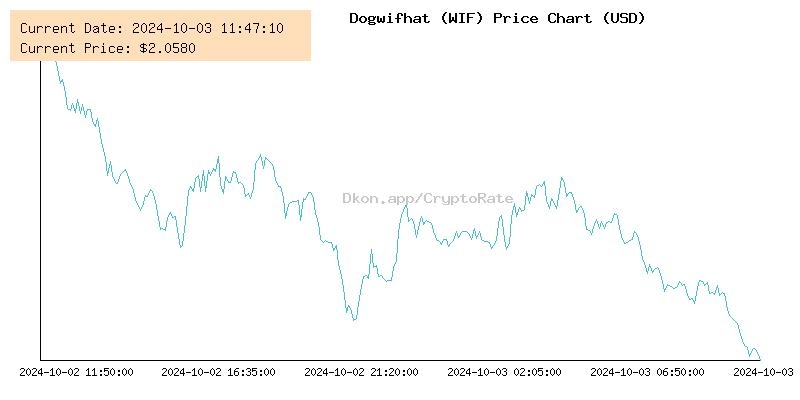 Dogwifhat (WIF) Price Chart (USD)
Current Date: 2024-10-03 11:47:10
Current Price: $2.0580
Dkon.app/CryptoRate
2024-10-02 11:50:00 2024-10-02 16:35:00 2024-10-02 21:20:00 2024-10-03 02:05:00 2024-10-03 06:50:00 2024-10-03